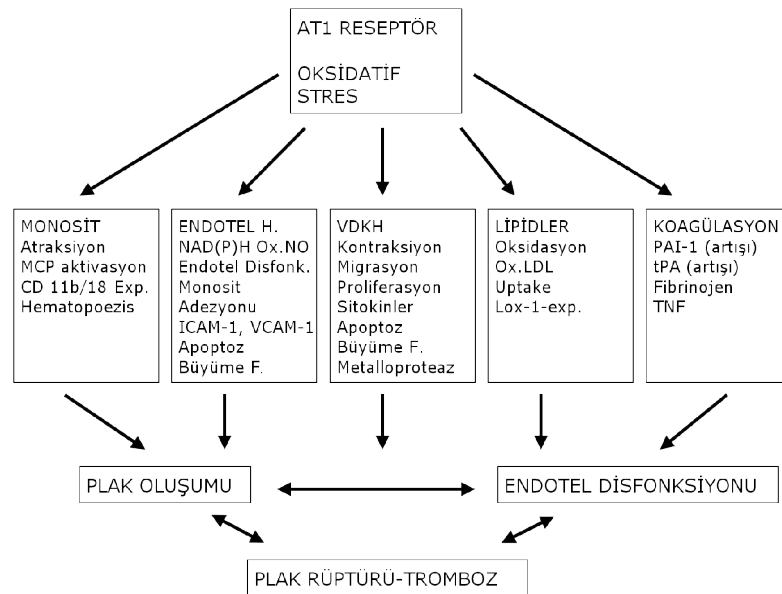 AT1 RESEPTÖR
OKSİDATİF
STRES
MONOSİT
Atraksiyon
MCP aktivasyon
CD 11b/18 Exp.
Hematopoezis
ENDOTEL H.
NAD(P)H Ox.NO
Endotel Disfonk.
Monosit
Adezyonu
ICAM-1, VCAM-1
Apoptoz
Büyüme F.
VDKH
Kontraksiyon
Migrasyon
Proliferasyon
Sitokinler
Apoptoz
Büyüme F.
Metalloproteaz
LİPİDLER
Oksidasyon
Ox.LDL
Uptake
Lox-1-exp.
KOAGÜLASYON
PAI-1 (artışı)
tPA (artışı)
Fibrinojen
TNF
PLAK OLUŞUMU
ENDOTEL DİSFONKSİYONU
PLAK RÜPTÜRÜ-TROMBOZ